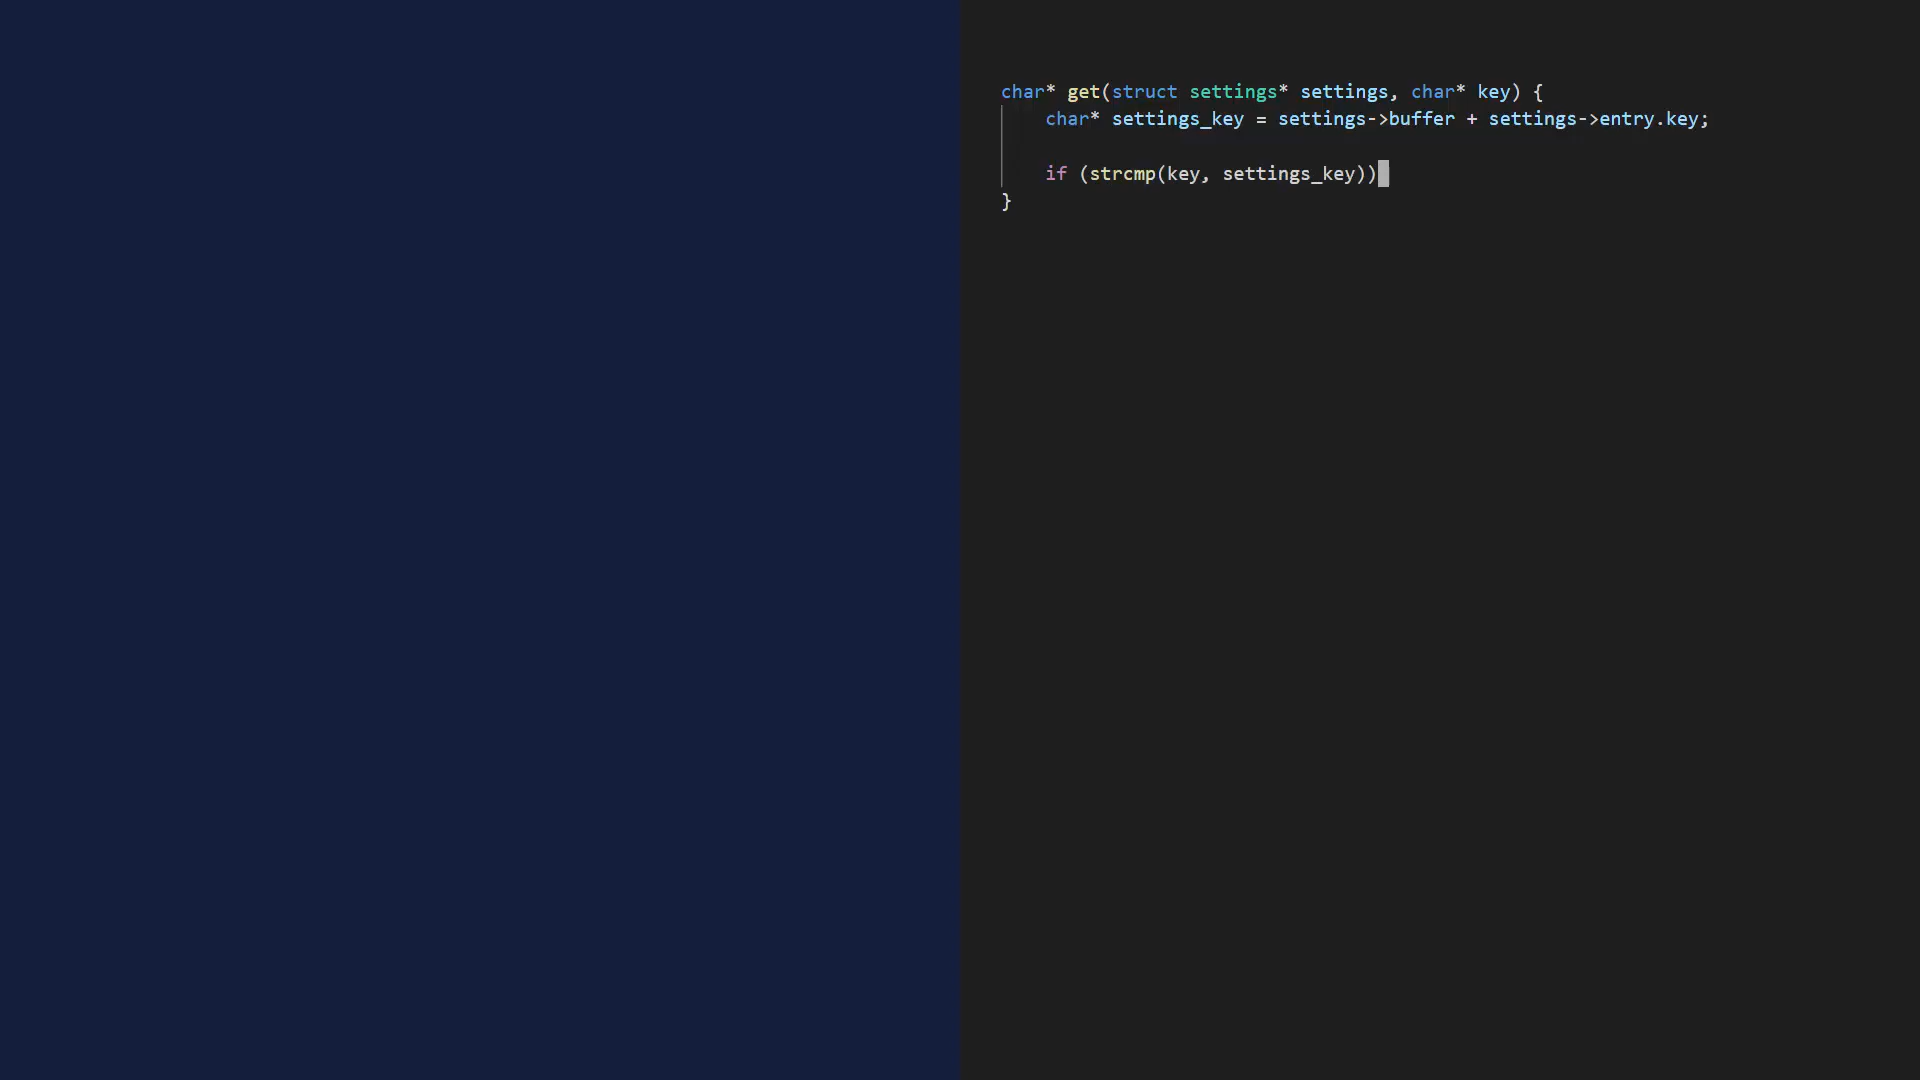 char* get(struct settings* settings, char* key) {
    char* settings_key = settings->buffer + settings->entry.key;
    if (strcmp(key, settings_key))
}